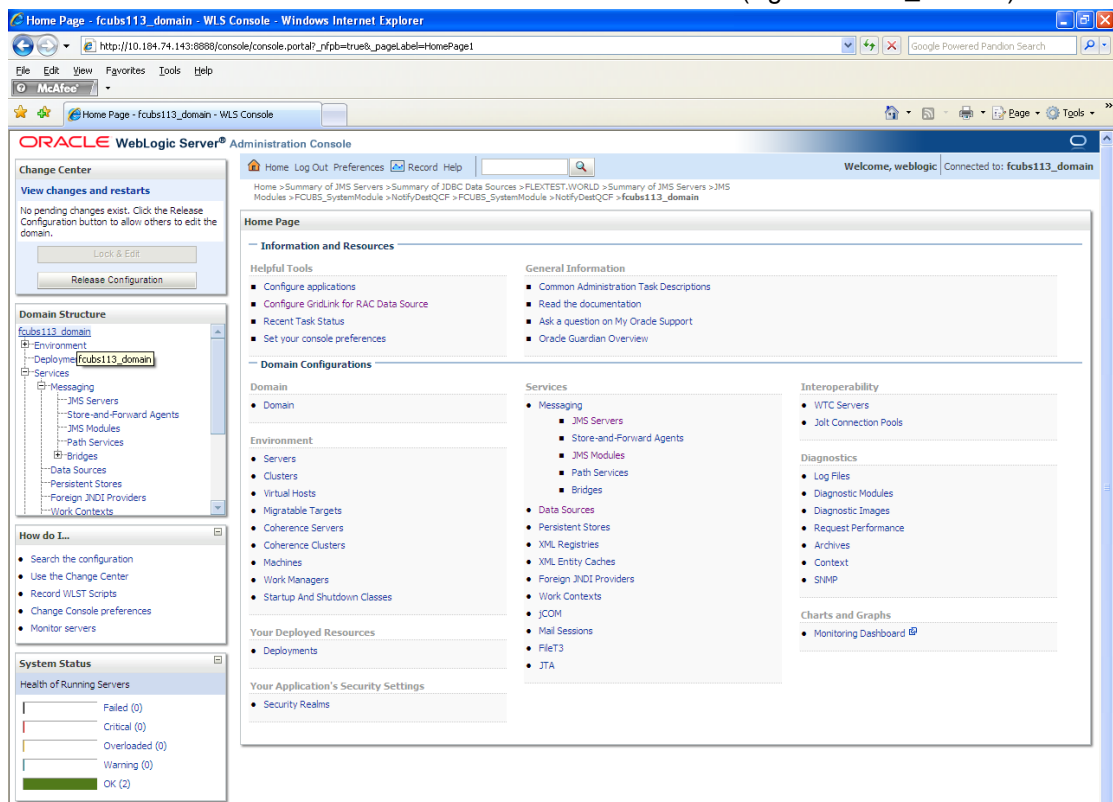 Home Page - fcubs113_domain - WLS Console - Windows Internet Explorer
http://10.184.74.143:8888/console/console.portal?_nfpb=true&_pageLabel=HomePage1
Google Powered Pandion Search
File Edit View Favorites Tools Help
McAfee
Home Page - fcubs113_domain - WLS Console
Page Tools
ORACLE WebLogic Server® Administration Console
Change Center
View changes and restarts
No pending changes exist. Click the Release
Configuration button to allow others to edit the
domain.
Lock & Edit
Release Configuration
Domain Structure
fcubs113_domain
Environment
Deployme
fcubs113_domain
Services
Messaging
JMS Servers
Store-and-Forward Agents
JMS Modules
Path Services
Bridges
Data Sources
Persistent Stores
Foreign JNDI Providers
Work Contexts
How do I...
Search the configuration
Use the Change Center
Record WLST Scripts
Change Console preferences
Monitor servers
System Status
Health of Running Servers
Failed (0)
Critical (0)
Overloaded (0)
Warning (0)
OK (2)
Home Log Out Preferences Record Help
Welcome, weblogic Connected to: fcubs113_domain
Home >Summary of JMS Servers >Summary of JDBC Data Sources >FLEXTEST.WORLD >Summary of JMS Servers >JMS
Modules >FCUBS_SystemModule >NotifyDestQCF >FCUBS_SystemModule >NotifyDestQCF >fcubs113_domain
Home Page
Information and Resources
Helpful Tools
Configure applications
Configure GridLink for RAC Data Source
Recent Task Status
Set your console preferences
General Information
Common Administration Task Descriptions
Read the documentation
Ask a question on My Oracle Support
Oracle Guardian Overview
Domain Configurations
Domain
Domain
Environment
Servers
Clusters
Virtual Hosts
Migratable Targets
Coherence Servers
Coherence Clusters
Machines
Work Managers
Startup And Shutdown Classes
Your Deployed Resources
Deployments
Your Application's Security Settings
Security Realms
Services
Messaging
JMS Servers
Store-and-Forward Agents
JMS Modules
Path Services
Bridges
Data Sources
Persistent Stores
XML Registries
XML Entity Caches
Foreign JNDI Providers
Work Contexts
jCOM
Mail Sessions
FileT3
JTA
Interoperability
WTC Servers
Jolt Connection Pools
Diagnostics
Log Files
Diagnostic Modules
Diagnostic Images
Request Performance
Archives
Context
SNMP
Charts and Graphs
Monitoring Dashboard